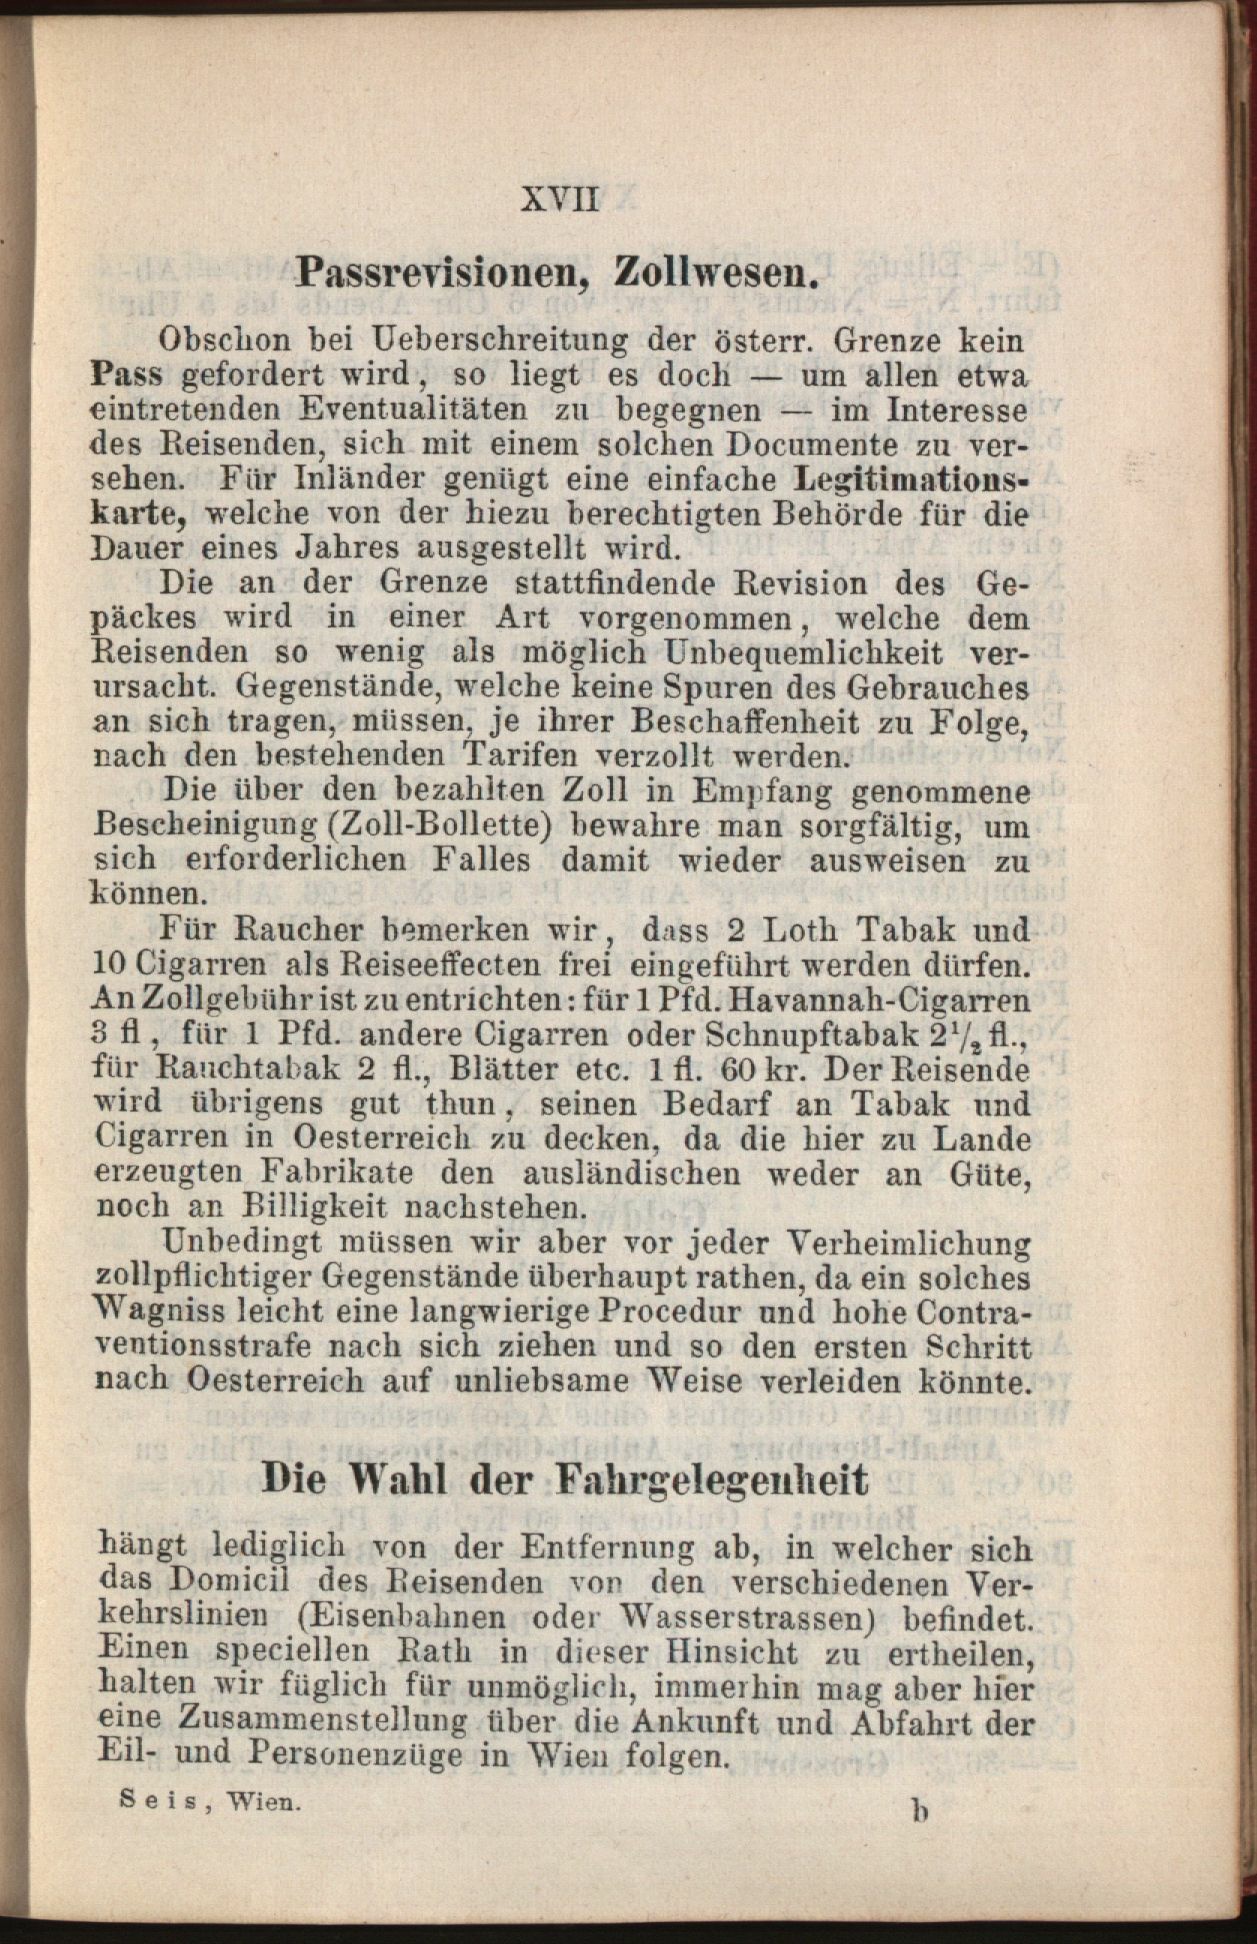 XVII
Passrevisionen, Zollwesen.
Obschon bei Ueberschreitung der österr. Grenze kein
Pass gefordert wird, so liegt es doch — um allen etwa
eintretenden Eventualitäten zu begegnen — im Interesse
des Reisenden, sich mit einem solchen Documente zu ver-
sehen. Für Inländer genügt eine einfache Legitimations-
karte, welche von der hiezu berechtigten Behörde für die
Dauer eines Jahres ausgestellt wird.
Die an der Grenze stattfindende Revision des Ge-
päckes wird in einer Art vorgenommen, welche dem
Reisenden so wenig als möglich Unbequemlichkeit ver-
ursacht. Gegenstände, welche keine Spuren des Gebrauches
an sich tragen, müssen, je ihrer Beschaffenheit zu Folge,
nach den bestehenden Tarifen verzollt werden.
Die über den bezahlten Zoll in Empfang genommene
Bescheinigung (Zoll-Bollette) bewahre man sorgfältig, um
sich erforderlichen Falles damit wieder ausweisen zu
können.
Für Raucher bemerken wir, dass 2 Loth Tabak und
10 Cigarren als Reiseeffecten frei eingeführt werden dürfen.
An Zollgebühr ist zu entrichten: für 1 Pfd. Havannah-Cigarren
3 fl, für 1 Pfd. andere Cigarren oder Schnupftabak 2½ fl.,
für Rauchtabak 2 fl., Blätter etc. 1 fl. 60 kr. Der Reisende
wird übrigens gut thun, seinen Bedarf an Tabak und
Cigarren in Oesterreich zu decken, da die hier zu Lande
erzeugten Fabrikate den ausländischen weder an Güte,
noch an Billigkeit nachstehen.
Unbedingt müssen wir aber vor jeder Verheimlichung
zollpflichtiger Gegenstände überhaupt rathen, da ein solches
Wagniss leicht eine langwierige Procedur und hohe Contra-
ventionsstrafe nach sich ziehen und so den ersten Schritt
nach Oesterreich auf unliebsame Weise verleiden könnte.
Die Wahl der Fahrgelegenheit
hängt lediglich von der Entfernung ab, in welcher sich
das Domicil des Reisenden von den verschiedenen Ver-
kehrslinien (Eisenbahnen oder Wasserstrassen) befindet.
Einen speciellen Rath in dieser Hinsicht zu ertheilen,
halten wir füglich für unmöglich, immerhin mag aber hier
eine Zusammenstellung über die Ankunft und Abfahrt der
Eil- und Personenzüge in Wien folgen.
Seis, Wien.
b